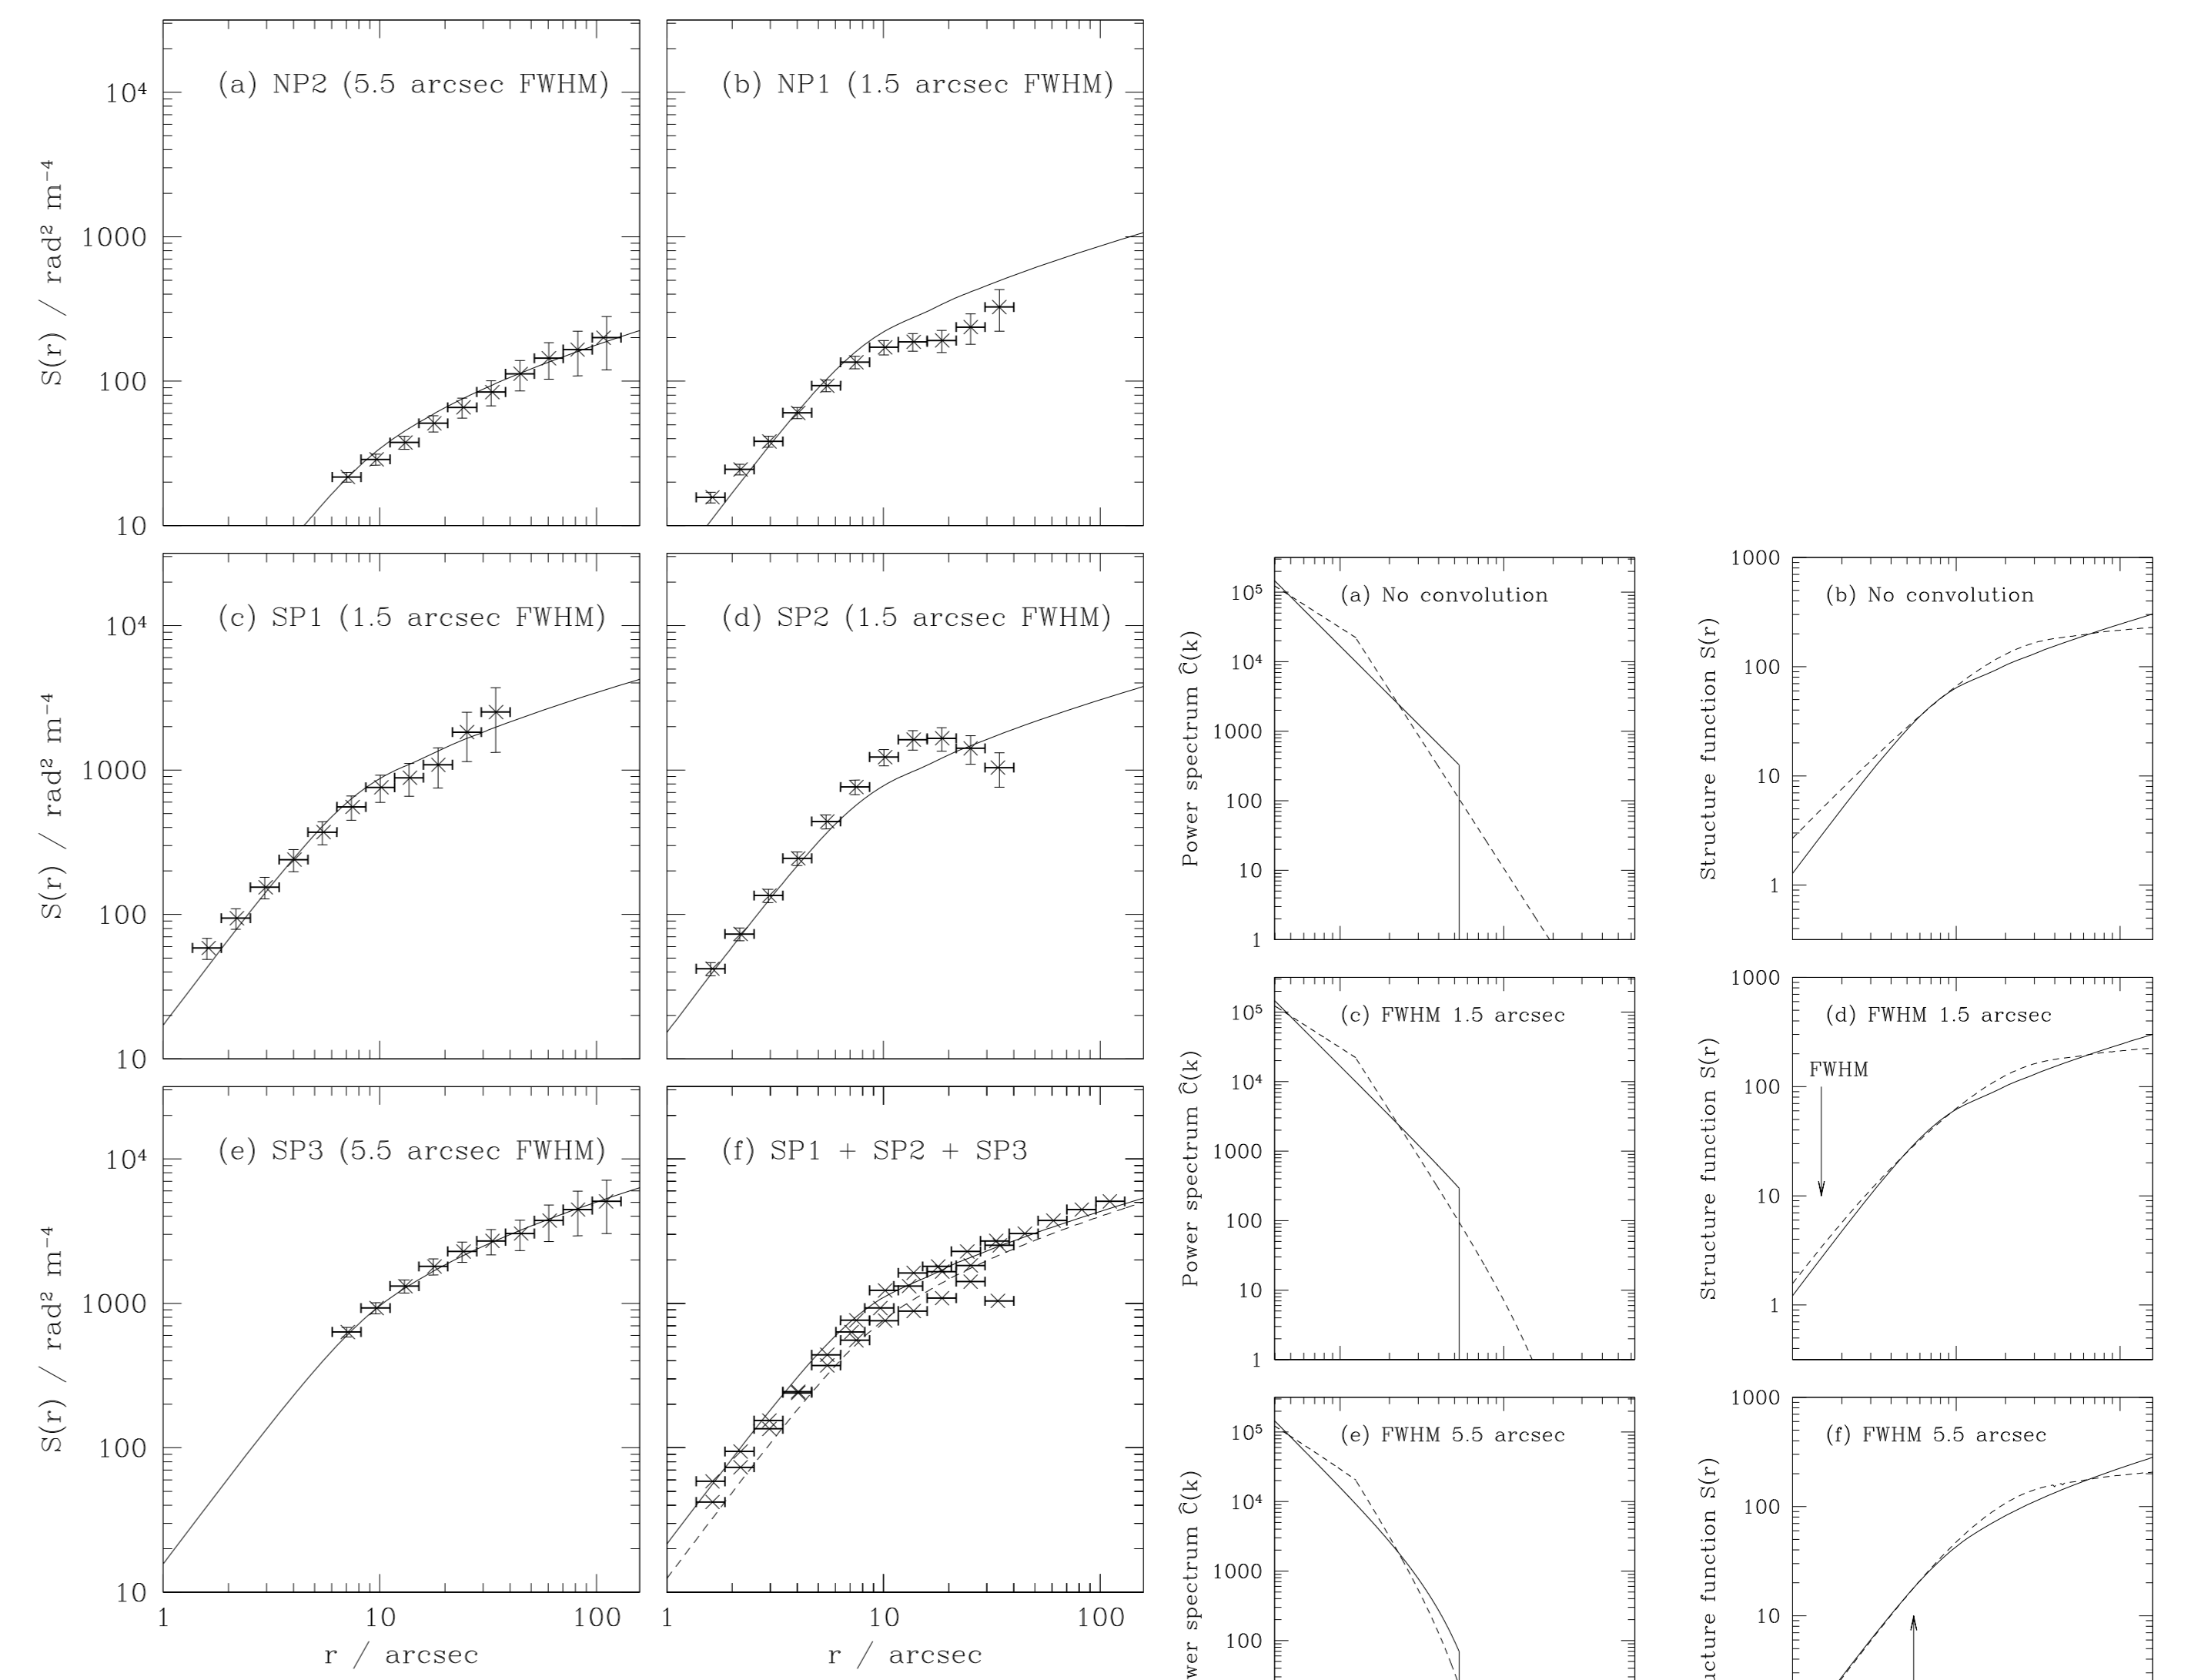 (a) NP2 (5.5 arcsec FWHM)
S(r) / rad² m⁻⁴
10⁴
1000
100
10
(b) NP1 (1.5 arcsec FWHM)
(c) SP1 (1.5 arcsec FWHM)
S(r) / rad² m⁻⁴
10⁴
1000
100
10
(d) SP2 (1.5 arcsec FWHM)
(e) SP3 (5.5 arcsec FWHM)
S(r) / rad² m⁻⁴
10⁴
1000
100
10
1 10 100
r / arcsec
(f) SP1 + SP2 + SP3
1 10 100
r / arcsec
(a) No convolution
Power spectrum Ĉ(k)
10⁵
10⁴
1000
100
10
1
(b) No convolution
Structure function S(r)
1000
100
10
1
(c) FWHM 1.5 arcsec
Power spectrum Ĉ(k)
10⁵
10⁴
1000
100
10
1
(d) FWHM 1.5 arcsec
Structure function S(r)
1000
100
10
1
FWHM
(e) FWHM 5.5 arcsec
wer spectrum Ĉ(k)
10⁵
10⁴
1000
100
(f) FWHM 5.5 arcsec
ucture function S(r)
1000
100
10